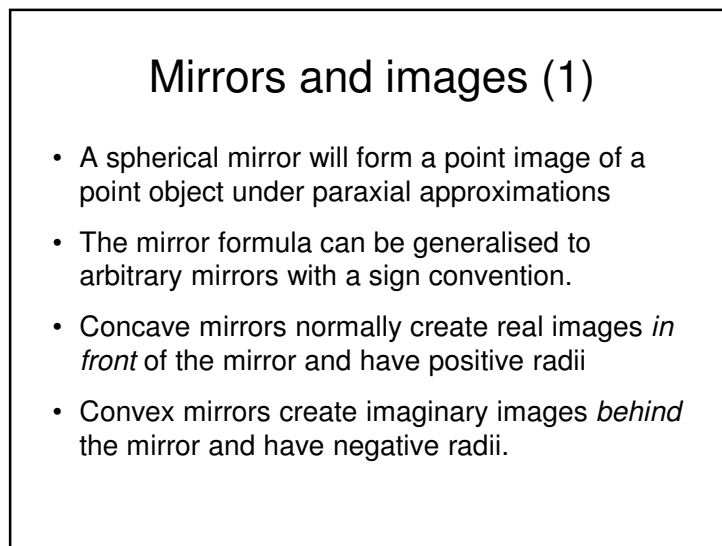 Mirrors and images (1)
• A spherical mirror will form a point image of a
point object under paraxial approximations
• The mirror formula can be generalised to
arbitrary mirrors with a sign convention.
• Concave mirrors normally create real images in
front of the mirror and have positive radii
• Convex mirrors create imaginary images behind
the mirror and have negative radii.